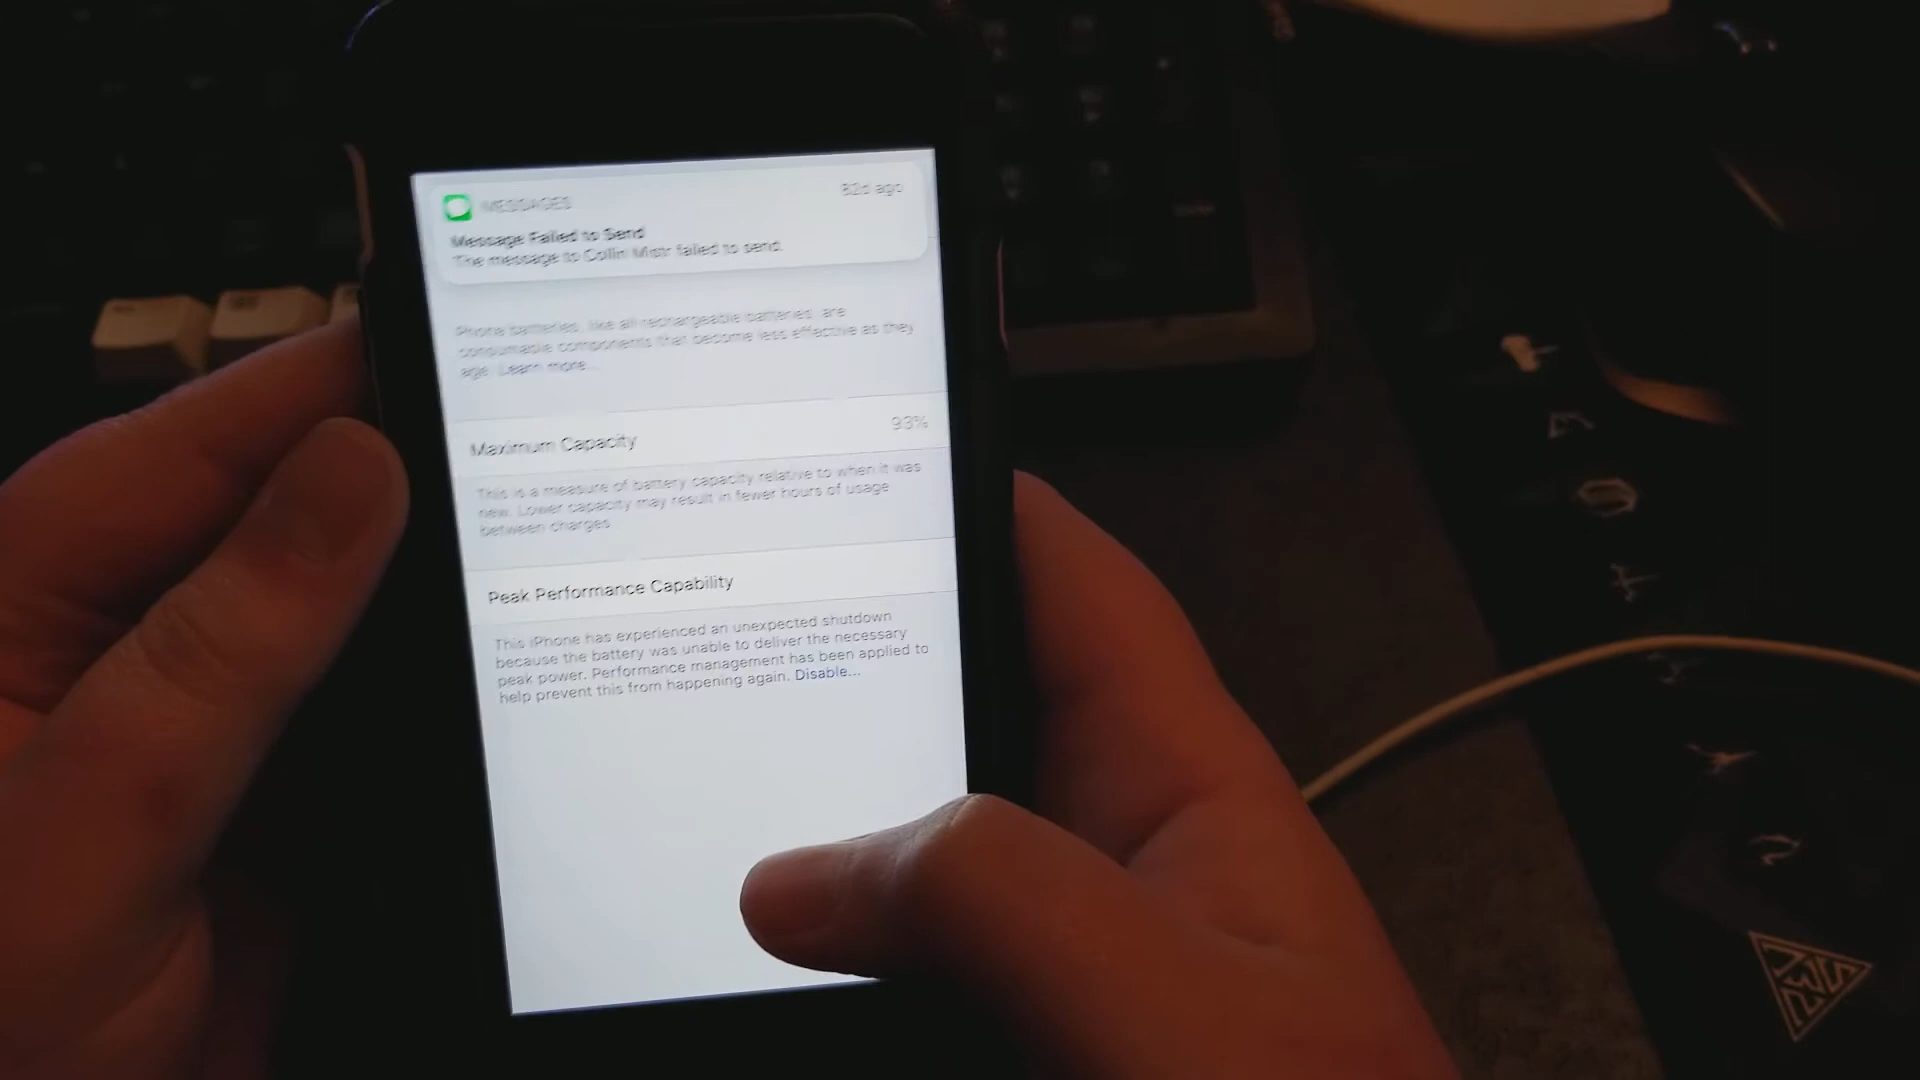 MESSAGES
82d ago
Message Failed to Send
The message to Collin Mistr failed to send.
Phone batteries, like all rechargeable batteries, are
consumable components that become less effective as they
age. Learn more...
Maximum Capacity
93%
This is a measure of battery capacity relative to when it was
new. Lower capacity may result in fewer hours of usage
between charges.
Peak Performance Capability
This iPhone has experienced an unexpected shutdown
because the battery was unable to deliver the necessary
peak power. Performance management has been applied to
help prevent this from happening again. Disable...